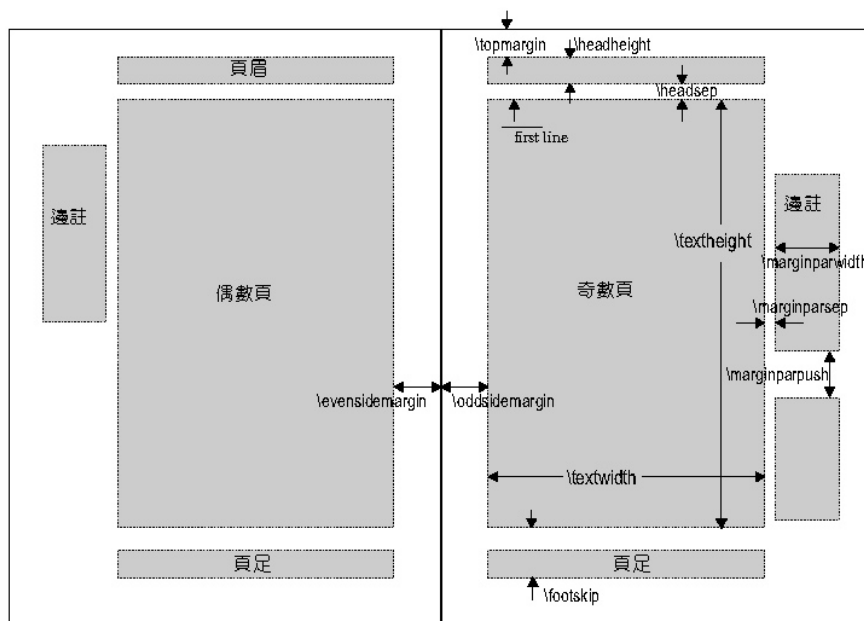 頁眉
邊註
偶數頁
\evensidemargin
頁足
\topmargin
\headheight
\headsep
first line
邊註
\textheight
\marginparwidth
奇數頁
\marginparsep
\marginparpush
\oddsidemargin
\textwidth
頁足
\footskip